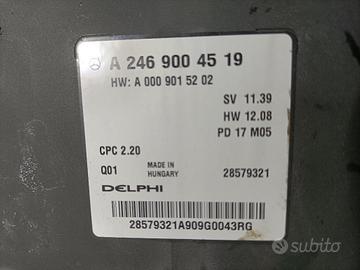 A 246 900 45 19
HW: A 000 901 52 02
SV 11.39
HW 12.08
PD 17 M05
CPC 2.20
Q01
MADE IN
HUNGARY
28579321
DELPHI
28579321A909G0043RG
subito